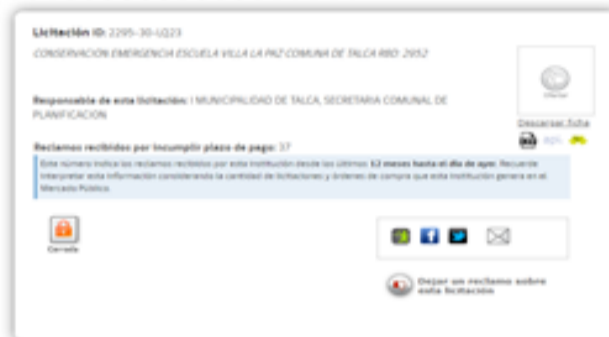 Licitación ID: 2295-30-LQ23
CONSERVACIÓN EMERGENCIA ESCUELA VILLA LA PAZ COMUNA DE TALCA RBD: 2952
Responsable de esta licitación: I MUNICIPALIDAD DE TALCA, SECRETARIA COMUNAL DE
PLANIFICACION
Descargar ficha
Reclamos recibidos por incumplir plazo de pago: 37
Este número indica los reclamos recibidos por esta institución desde los últimos 12 meses hasta el día de ayer. Recuerde
interpretar esta información considerando la cantidad de licitaciones y órdenes de compra que esta institución genera en el
Mercado Público.
Cerrada
Dejar un reclamo sobre
esta licitación